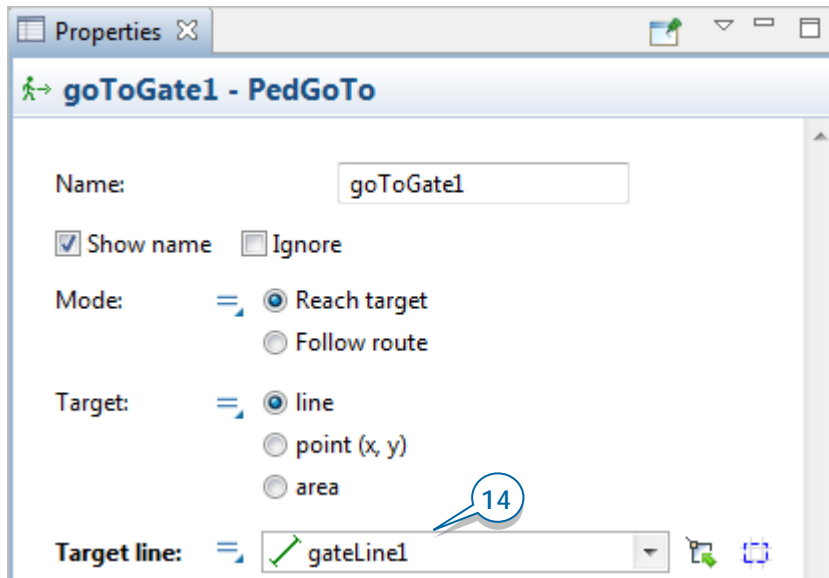 Properties
goToGate1 - PedGoTo
Name: goToGate1
Show name Ignore
Mode: Reach target
Follow route
Target: line
point (x, y)
area
14
Target line: gateLine1